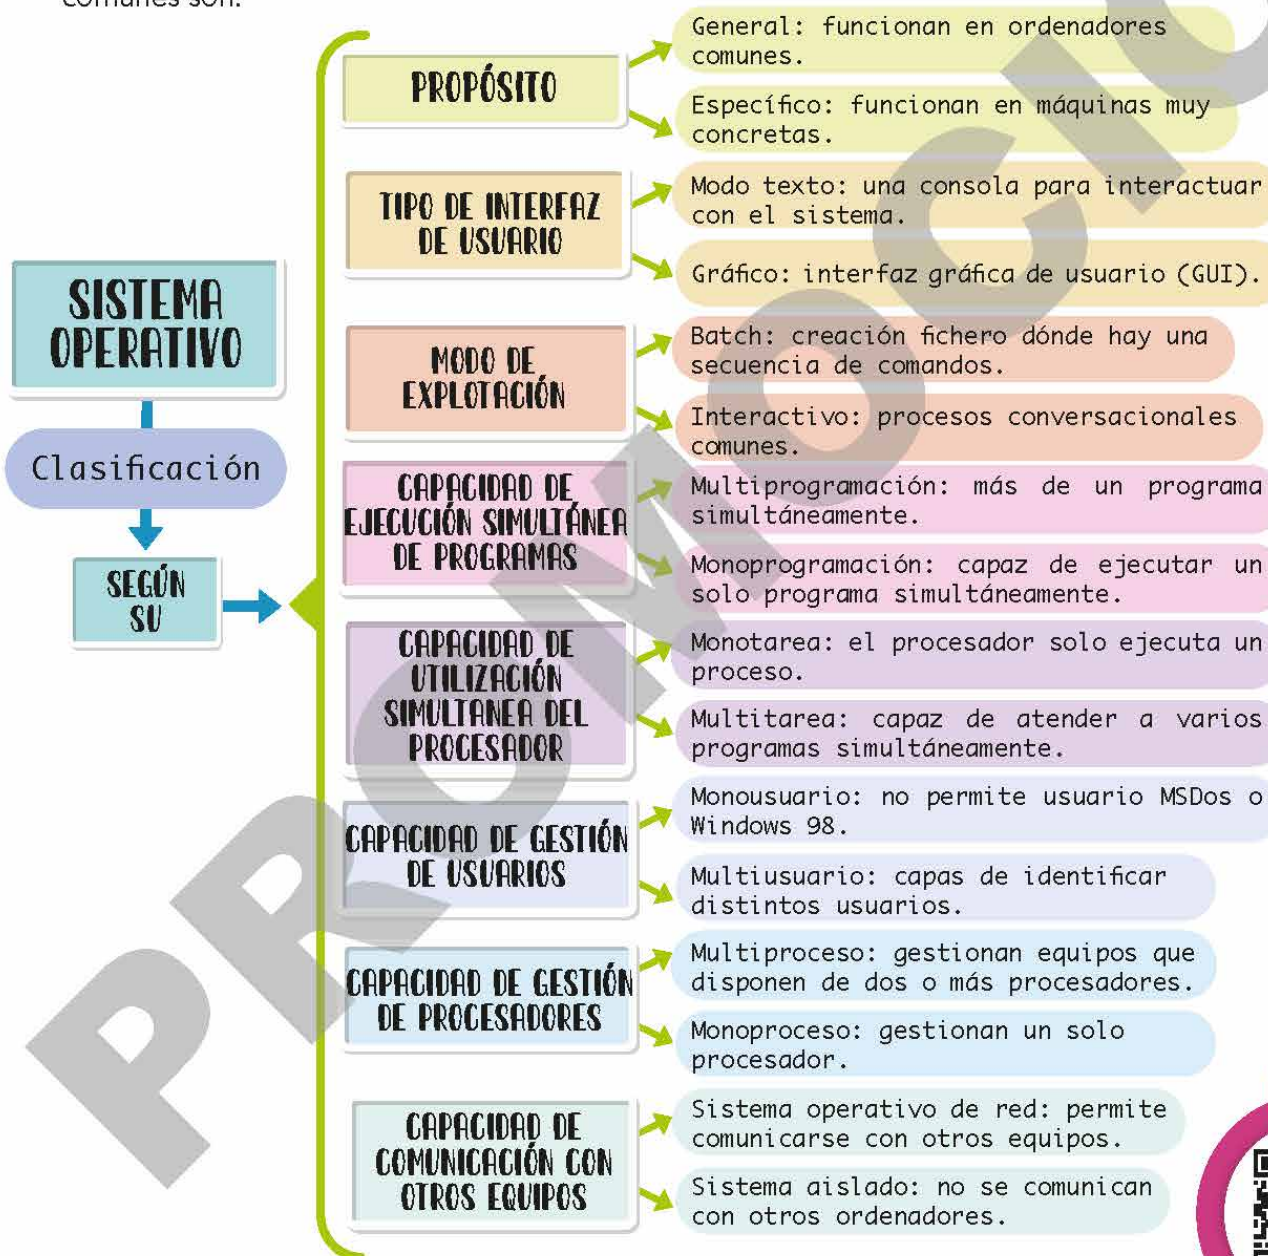 comunes son:
SISTEMA
OPERATIVO
Clasificación
SEGÚN
SU
PROPÓSITO
General: funcionan en ordenadores
comunes.
Específico: funcionan en máquinas muy
concretas.
TIPO DE INTERFAZ
DE USUARIO
Modo texto: una consola para interactuar
con el sistema.
Gráfico: interfaz gráfica de usuario (GUI).
MODO DE
EXPLOTACIÓN
Batch: creación fichero dónde hay una
secuencia de comandos.
Interactivo: procesos conversacionales
comunes.
CAPACIDAD DE
EJECUCIÓN SIMULTÁNEA
DE PROGRAMAS
Multiprogramación: más de un programa
simultáneamente.
Monoprogramación: capaz de ejecutar un
solo programa simultáneamente.
CAPACIDAD DE
UTILIZACIÓN
SIMULTANEA DEL
PROCESADOR
Monotarea: el procesador solo ejecuta un
proceso.
Multitarea: capaz de atender a varios
programas simultáneamente.
CAPACIDAD DE GESTIÓN
DE USUARIOS
Monousuario: no permite usuario MSDos o
Windows 98.
Multiusuario: capas de identificar
distintos usuarios.
CAPACIDAD DE GESTIÓN
DE PROCESADORES
Multiproceso: gestionan equipos que
disponen de dos o más procesadores.
Monoproceso: gestionan un solo
procesador.
CAPACIDAD DE
COMUNICACIÓN CON
OTROS EQUIPOS
Sistema operativo de red: permite
comunicarse con otros equipos.
Sistema aislado: no se comunican
con otros ordenadores.
PROMOCIO